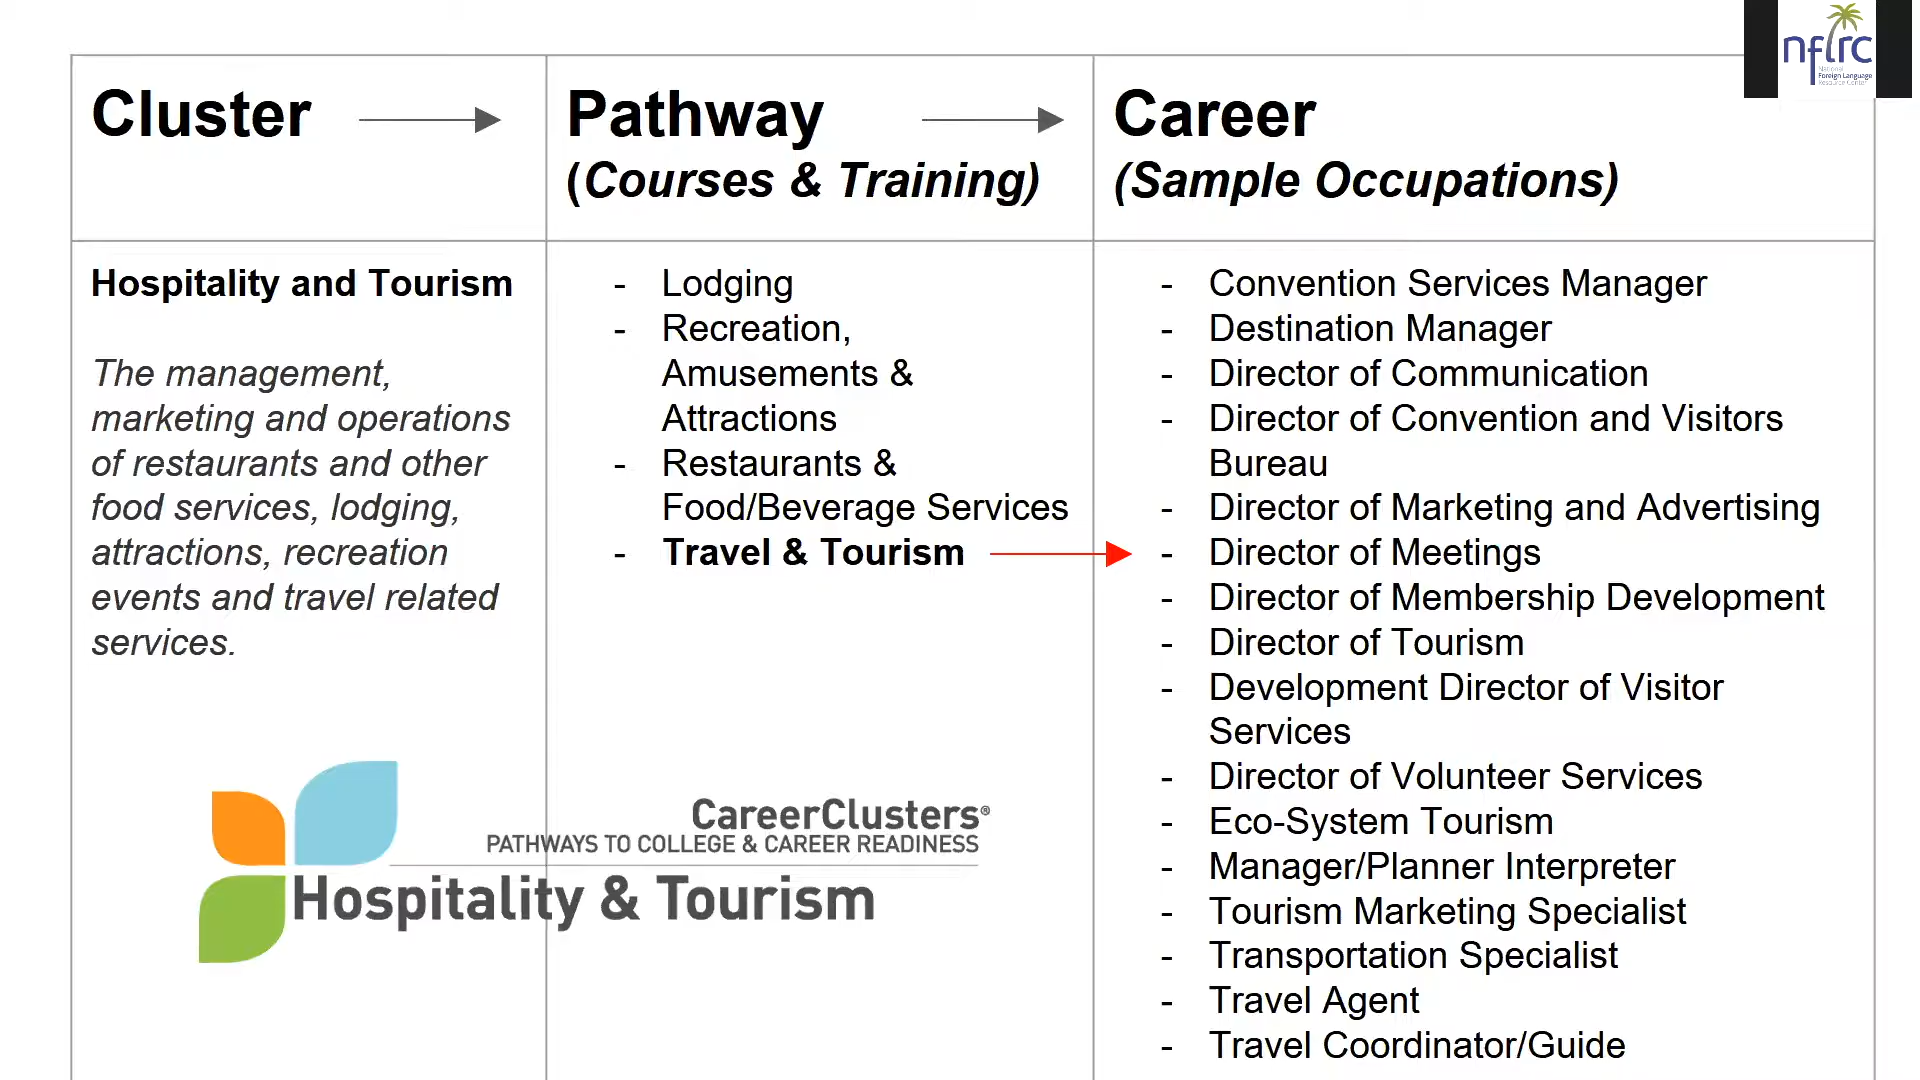 Cluster
Pathway
(Courses & Training)
Career
(Sample Occupations)
nflrc
National
Foreign Language
Resource Center
Hospitality and Tourism
The management,
marketing and operations
of restaurants and other
food services, lodging,
attractions, recreation
events and travel related
services.
- Lodging
- Recreation,
Amusements &
Attractions
- Restaurants &
Food/Beverage Services
- Travel & Tourism
- Convention Services Manager
- Destination Manager
- Director of Communication
- Director of Convention and Visitors
Bureau
- Director of Marketing and Advertising
- Director of Meetings
- Director of Membership Development
- Director of Tourism
- Development Director of Visitor
Services
- Director of Volunteer Services
- Eco-System Tourism
- Manager/Planner Interpreter
- Tourism Marketing Specialist
- Transportation Specialist
- Travel Agent
- Travel Coordinator/Guide
CareerClusters®
PATHWAYS TO COLLEGE & CAREER READINESS
Hospitality & Tourism